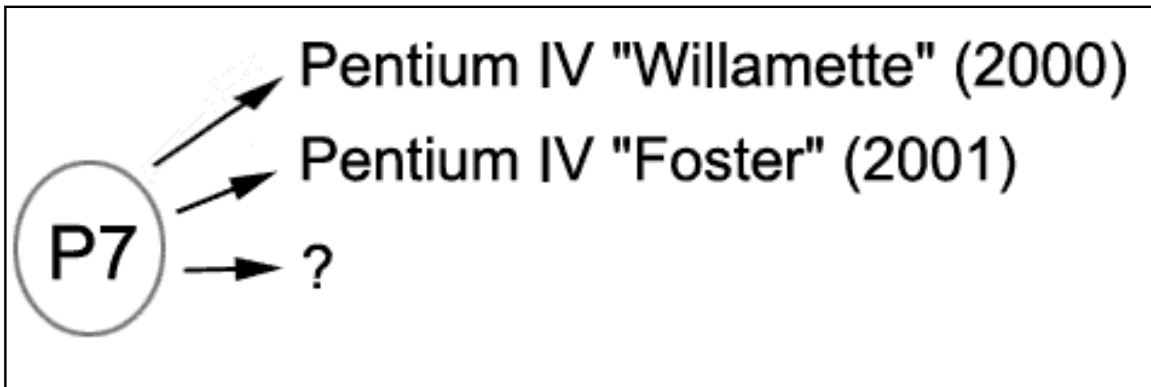 Pentium IV "Willamette" (2000)
Pentium IV "Foster" (2001)
P7
?